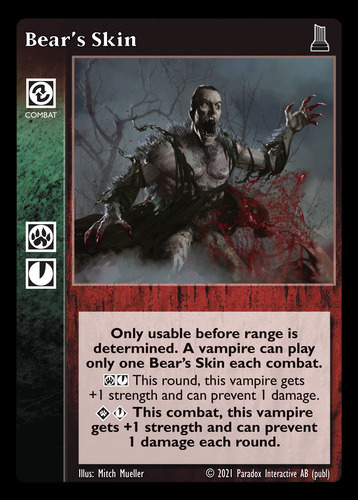 Bear's Skin
COMBAT
Only usable before range is
determined. A vampire can play
only one Bear's Skin each combat.
This round, this vampire gets
+1 strength and can prevent 1 damage.
This combat, this vampire
gets +1 strength and can prevent
1 damage each round.
Illus: Mitch Mueller © 2021 Paradox Interactive AB (publ)